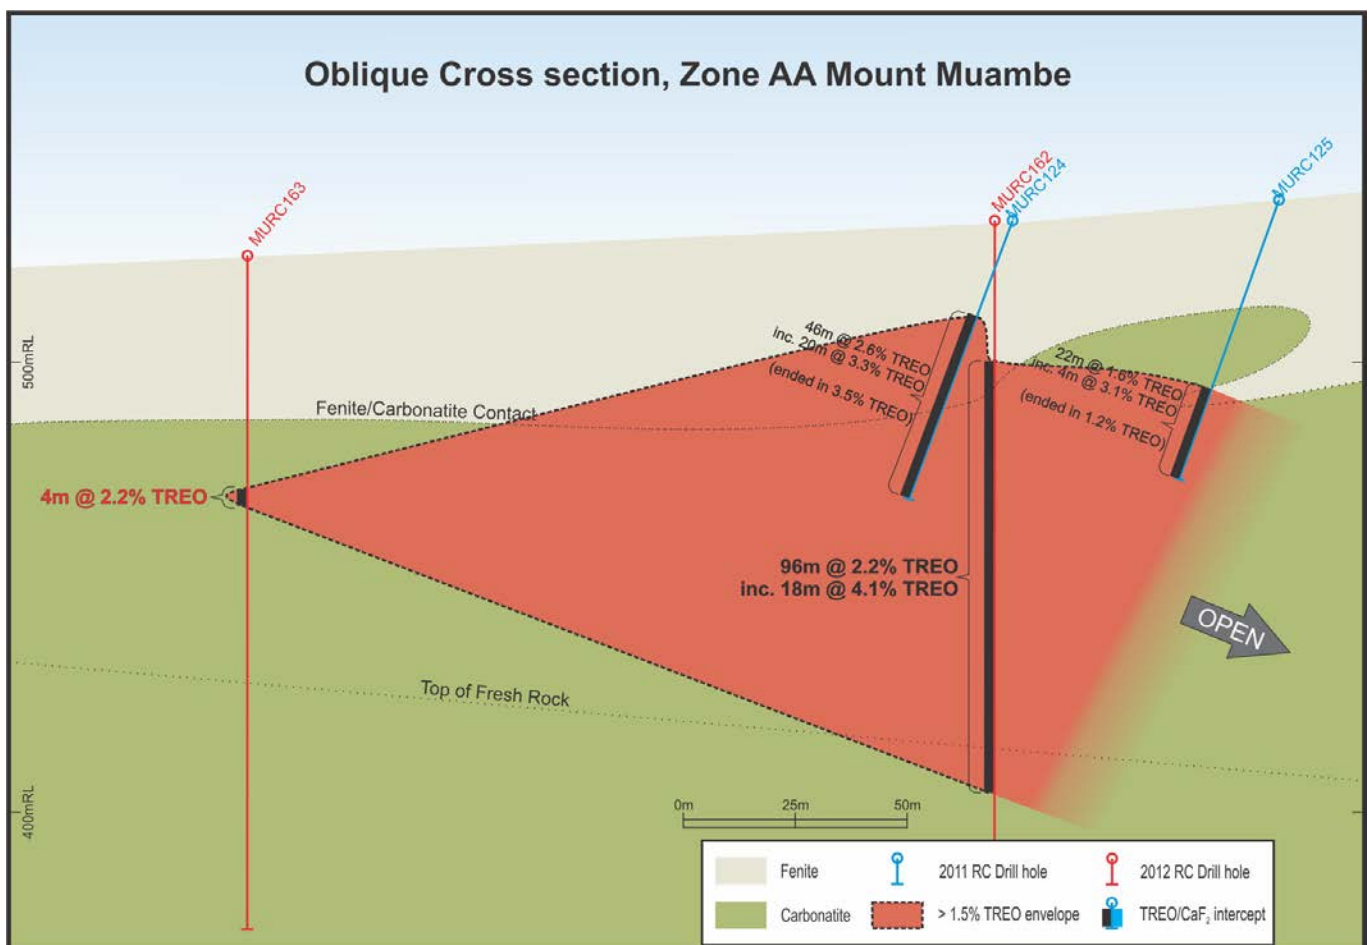 Oblique Cross section, Zone AA Mount Muambe
MURC163
MURC162
MURC124
MURC125
500mRL
46m @ 2.6% TREO
inc. 20m @ 3.3% TREO
(ended in 3.5% TREO)
22m @ 1.6% TREO
inc. 4m @ 3.1% TREO
(ended in 1.2% TREO)
Fenite/Carbonatite Contact
4m @ 2.2% TREO
96m @ 2.2% TREO
inc. 18m @ 4.1% TREO
OPEN
Top of Fresh Rock
400mRL
0m 25m 50m
Fenite
2011 RC Drill hole
2012 RC Drill hole
Carbonatite
> 1.5% TREO envelope
TREO/CaF₂ intercept